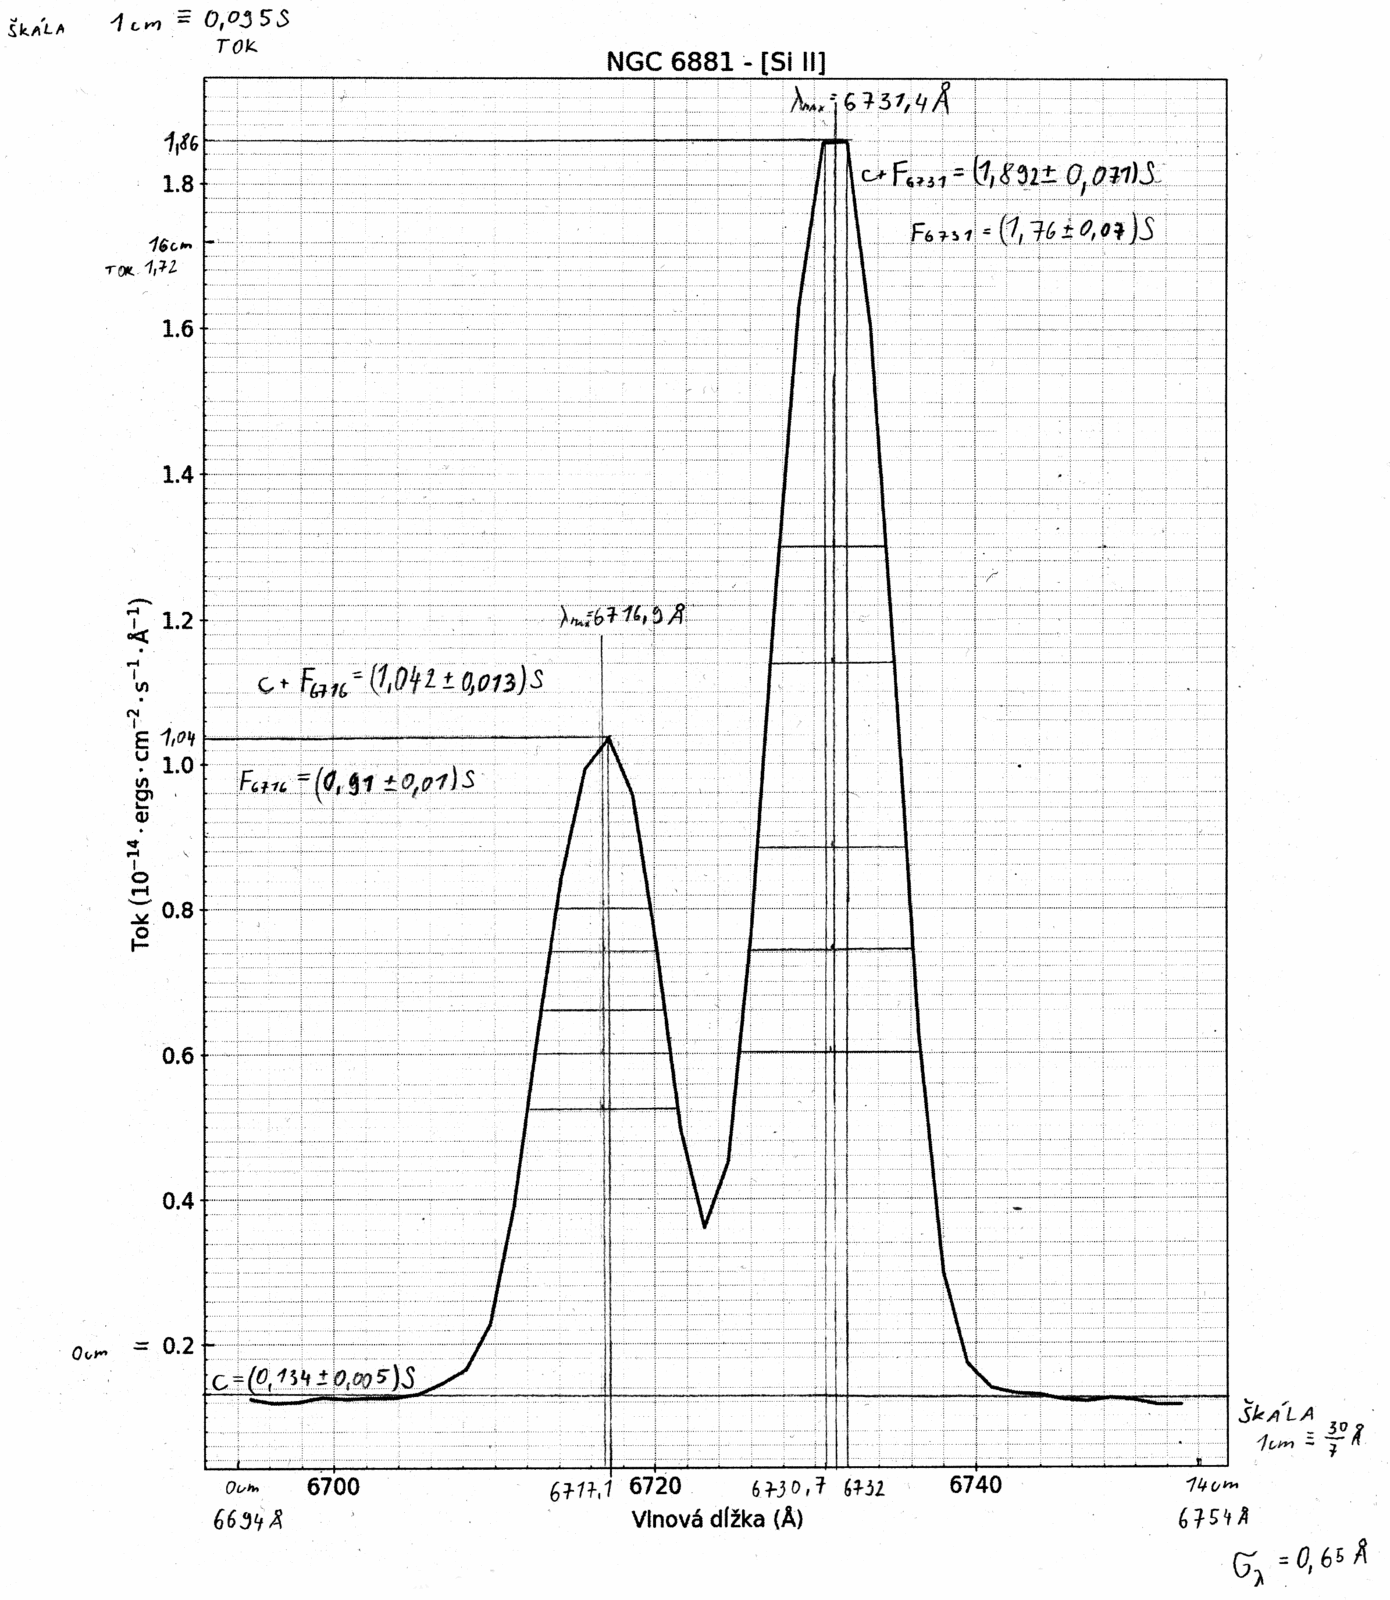 ŠKÁLA 1cm ≡ 0,095 S
TOK
NGC 6881 - [Si II]
λmax = 6731,4 Å
1,86
1.8
c + F6731 = (1,892 ± 0,071) S
F6731 = (1,76 ± 0,07) S
16cm
TOK 1,72
1.6
1.4
1.2
λmax = 6716,9 Å
c + F6716 = (1,042 ± 0,013) S
1,04
1.0
F6716 = (0,91 ± 0,01) S
Tok (10⁻¹⁴·ergs·cm⁻²·s⁻¹·Å⁻¹)
0.8
0.6
0.4
0cm = 0.2
c = (0,134 ± 0,005) S
ŠKÁLA
1cm ≡ 30/7 Å
0cm 6700 6717,1 6720 6730,7 6732 6740 14cm
6694 Å Vlnová dĺžka (Å) 6754 Å
σλ = 0,65 Å